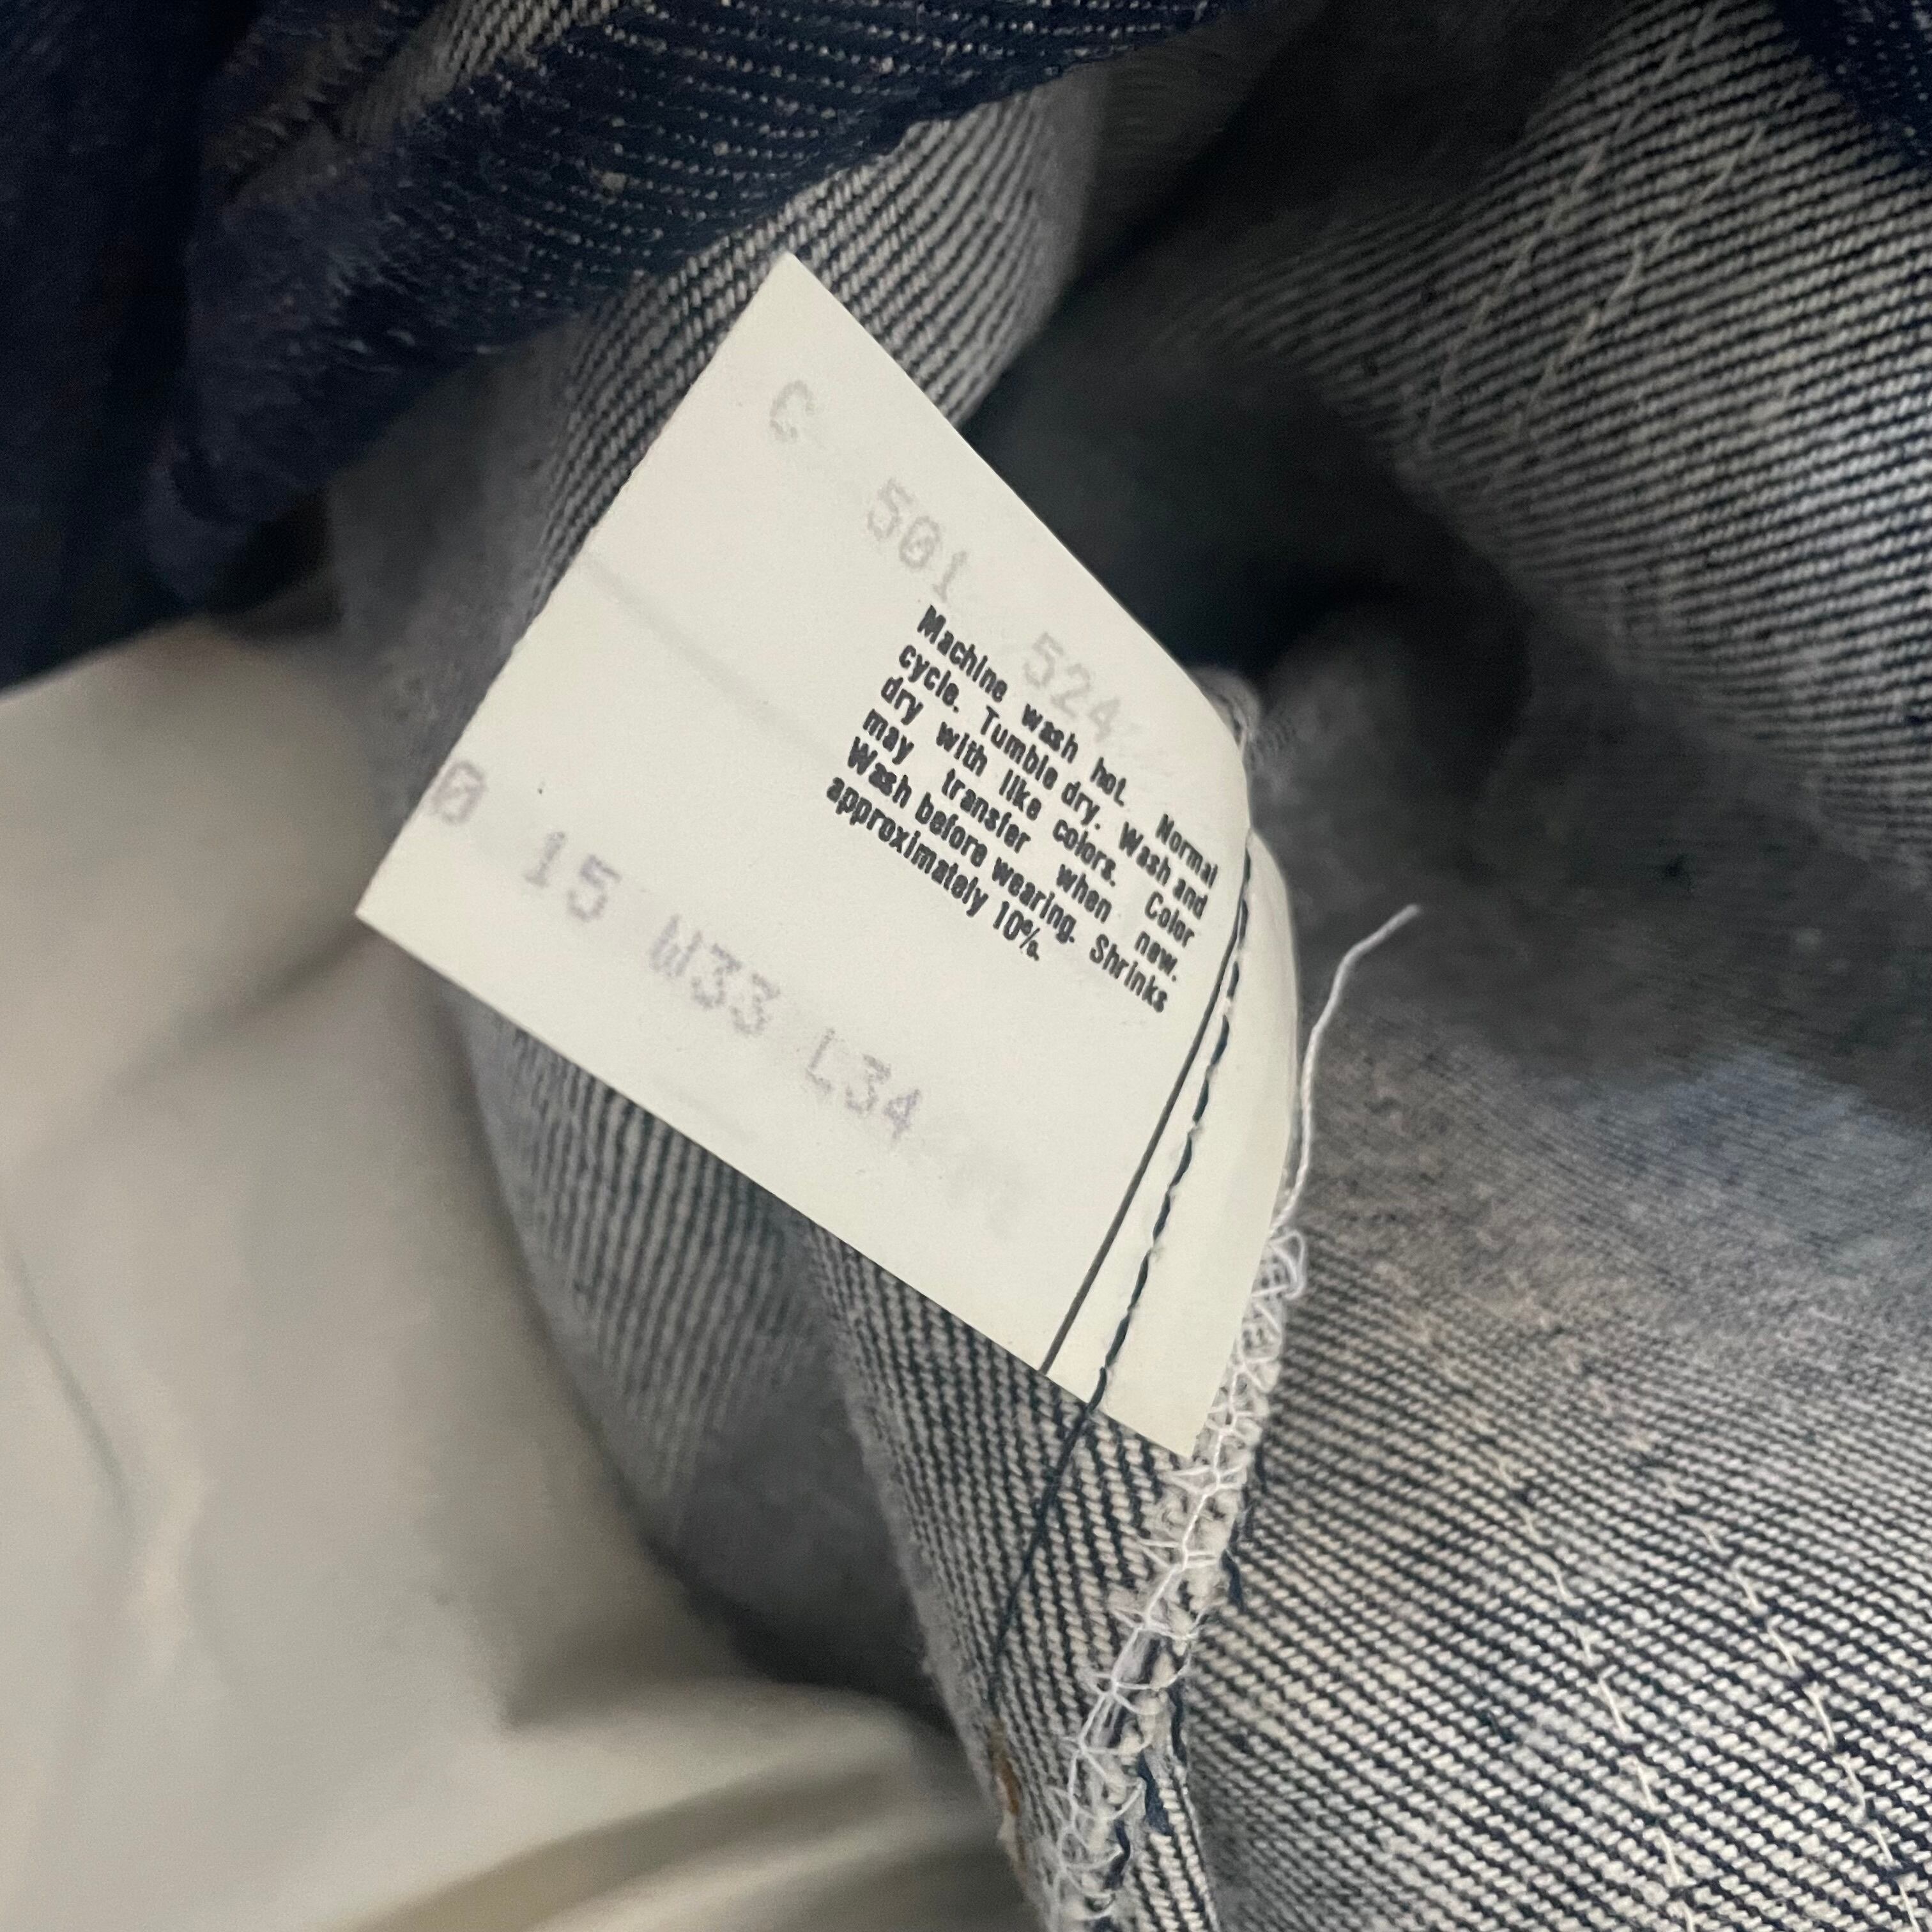 C 501 524
Machine wash hot. Normal
cycle. Tumble dry. Wash and
dry with like colors. Color
may transfer when new.
Wash before wearing. Shrinks
approximately 10%.
0 15 W33 L34